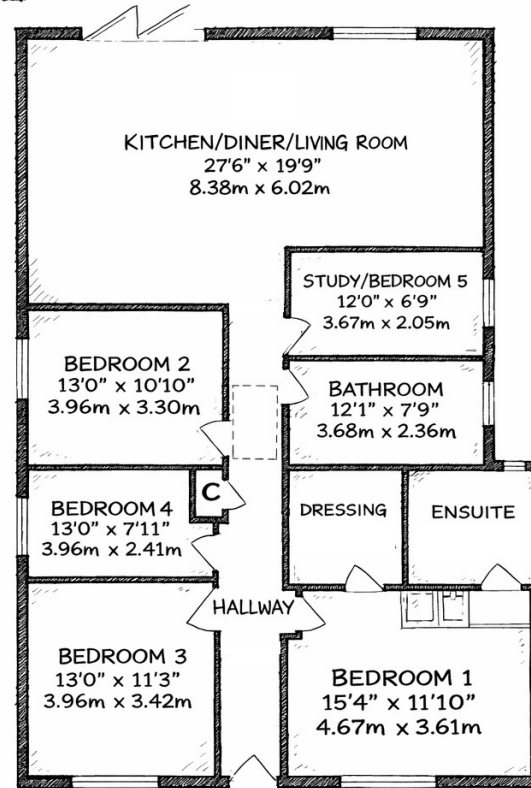 KITCHEN/DINER/LIVING ROOM
27'6" x 19'9"
8.38m x 6.02m
STUDY/BEDROOM 5
12'0" x 6'9"
3.67m x 2.05m
BEDROOM 2
13'0" x 10'10"
3.96m x 3.30m
BATHROOM
12'1" x 7'9"
3.68m x 2.36m
C
BEDROOM 4
13'0" x 7'11"
3.96m x 2.41m
DRESSING
ENSUITE
HALLWAY
BEDROOM 3
13'0" x 11'3"
3.96m x 3.42m
BEDROOM 1
15'4" x 11'10"
4.67m x 3.61m